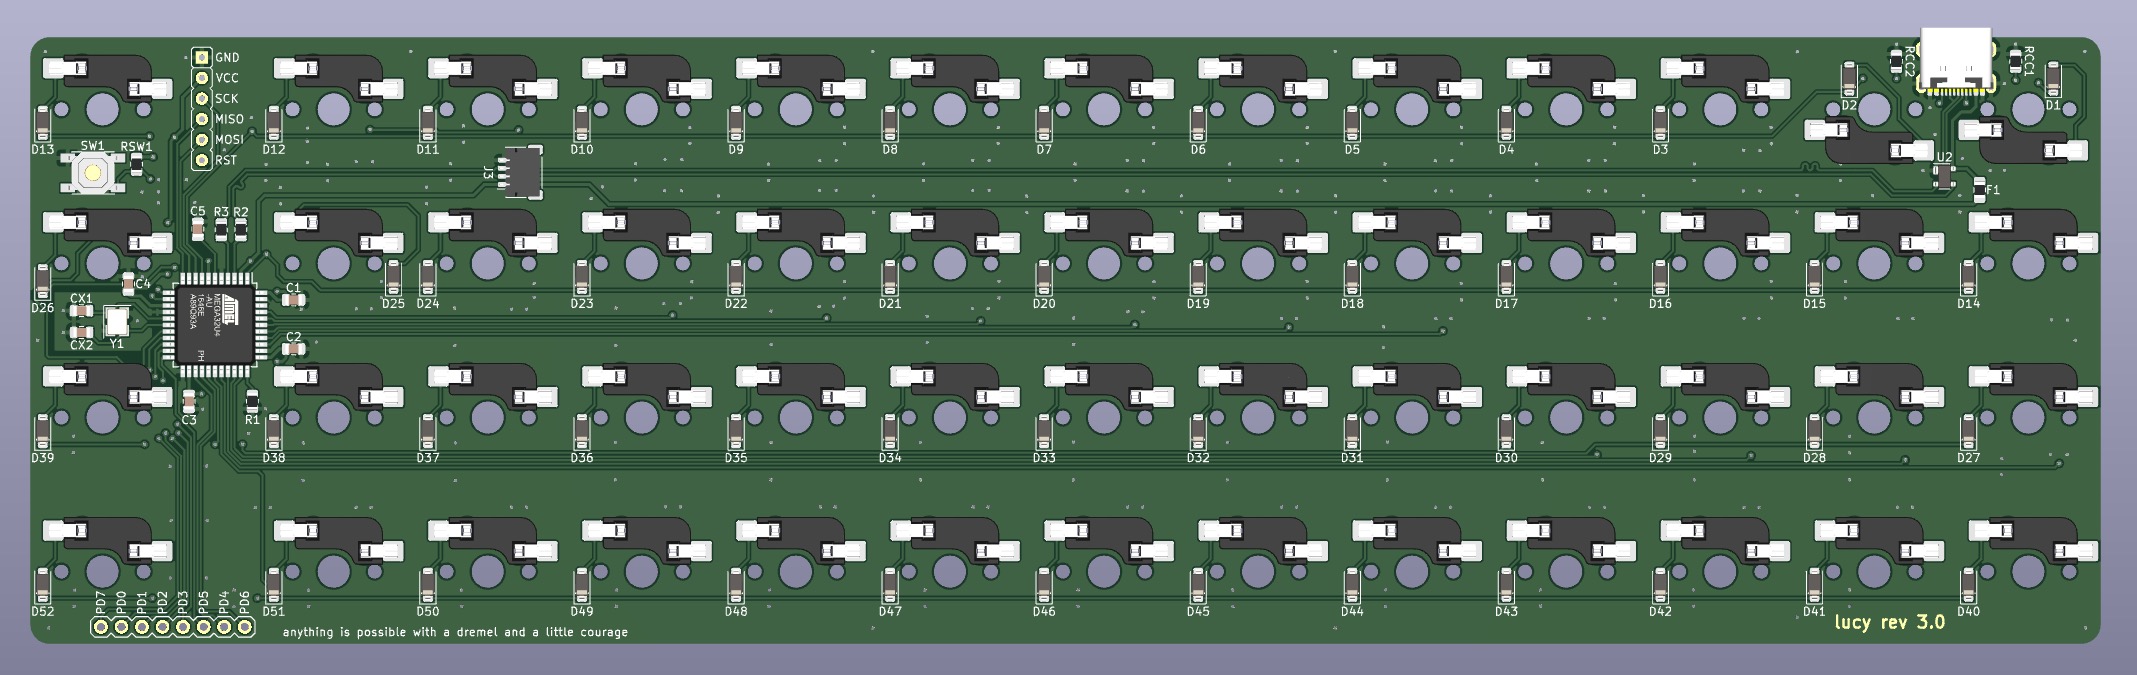 GND
VCC
SCK
MISO
MOSI
RST
RCC2
RCC1
D2
D1
D13
D12
D11
D10
D9
D8
D7
D6
D5
D4
D3
SW1
RSW1
J3
U2
F1
C5
R3
R2
C4
CX1
CX2
Y1
ATMEL
MEGA32U4
-AU
1646E
PH
C1
C2
D26
D25
D24
D23
D22
D21
D20
D19
D18
D17
D16
D15
D14
C3
R1
D39
D38
D37
D36
D35
D34
D33
D32
D31
D30
D29
D28
D27
D52
D51
D50
D49
D48
D47
D46
D45
D44
D43
D42
D41
D40
PD7
PD0
PD1
PD2
PD3
PD5
PD4
PD6
anything is possible with a dremel and a little courage
lucy rev 3.0